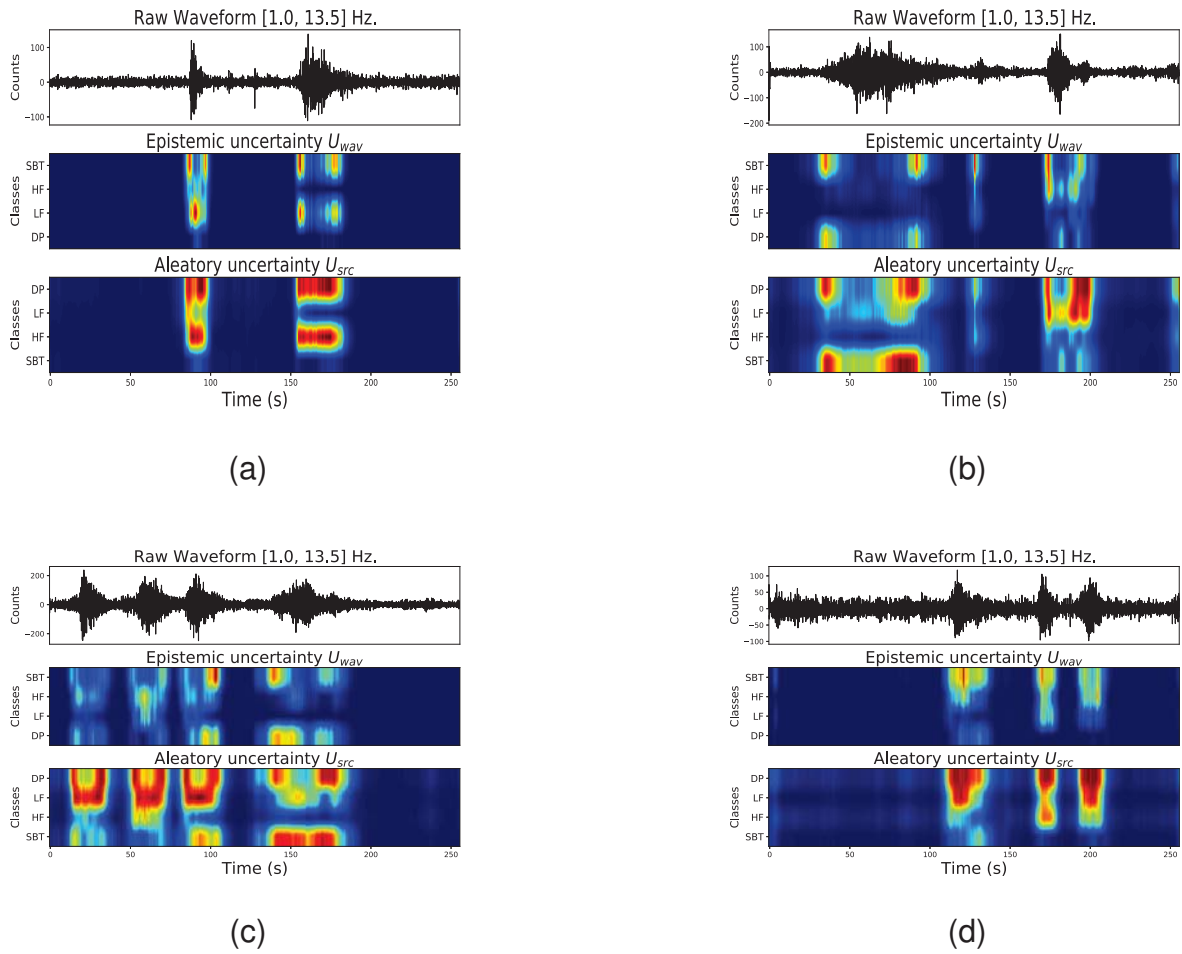 Raw Waveform [1.0, 13.5] Hz.
Counts
100
0
−100
Epistemic uncertainty U_wav
Classes
SBT
HF
LF
DP
Aleatory uncertainty U_src
Classes
DP
LF
HF
SBT
0 50 100 150 200 250
Time (s)
(a)
Raw Waveform [1.0, 13.5] Hz.
Counts
100
0
−100
−200
Epistemic uncertainty U_wav
Classes
SBT
HF
LF
DP
Aleatory uncertainty U_src
Classes
DP
LF
HF
SBT
0 50 100 150 200 250
Time (s)
(b)
Raw Waveform [1.0, 13.5] Hz.
Counts
200
0
−200
Epistemic uncertainty U_wav
Classes
SBT
HF
LF
DP
Aleatory uncertainty U_src
Classes
DP
LF
HF
SBT
0 50 100 150 200 250
Time (s)
(c)
Raw Waveform [1.0, 13.5] Hz.
Counts
100
50
0
−50
−100
Epistemic uncertainty U_wav
Classes
SBT
HF
LF
DP
Aleatory uncertainty U_src
Classes
DP
LF
HF
SBT
0 50 100 150 200 250
Time (s)
(d)